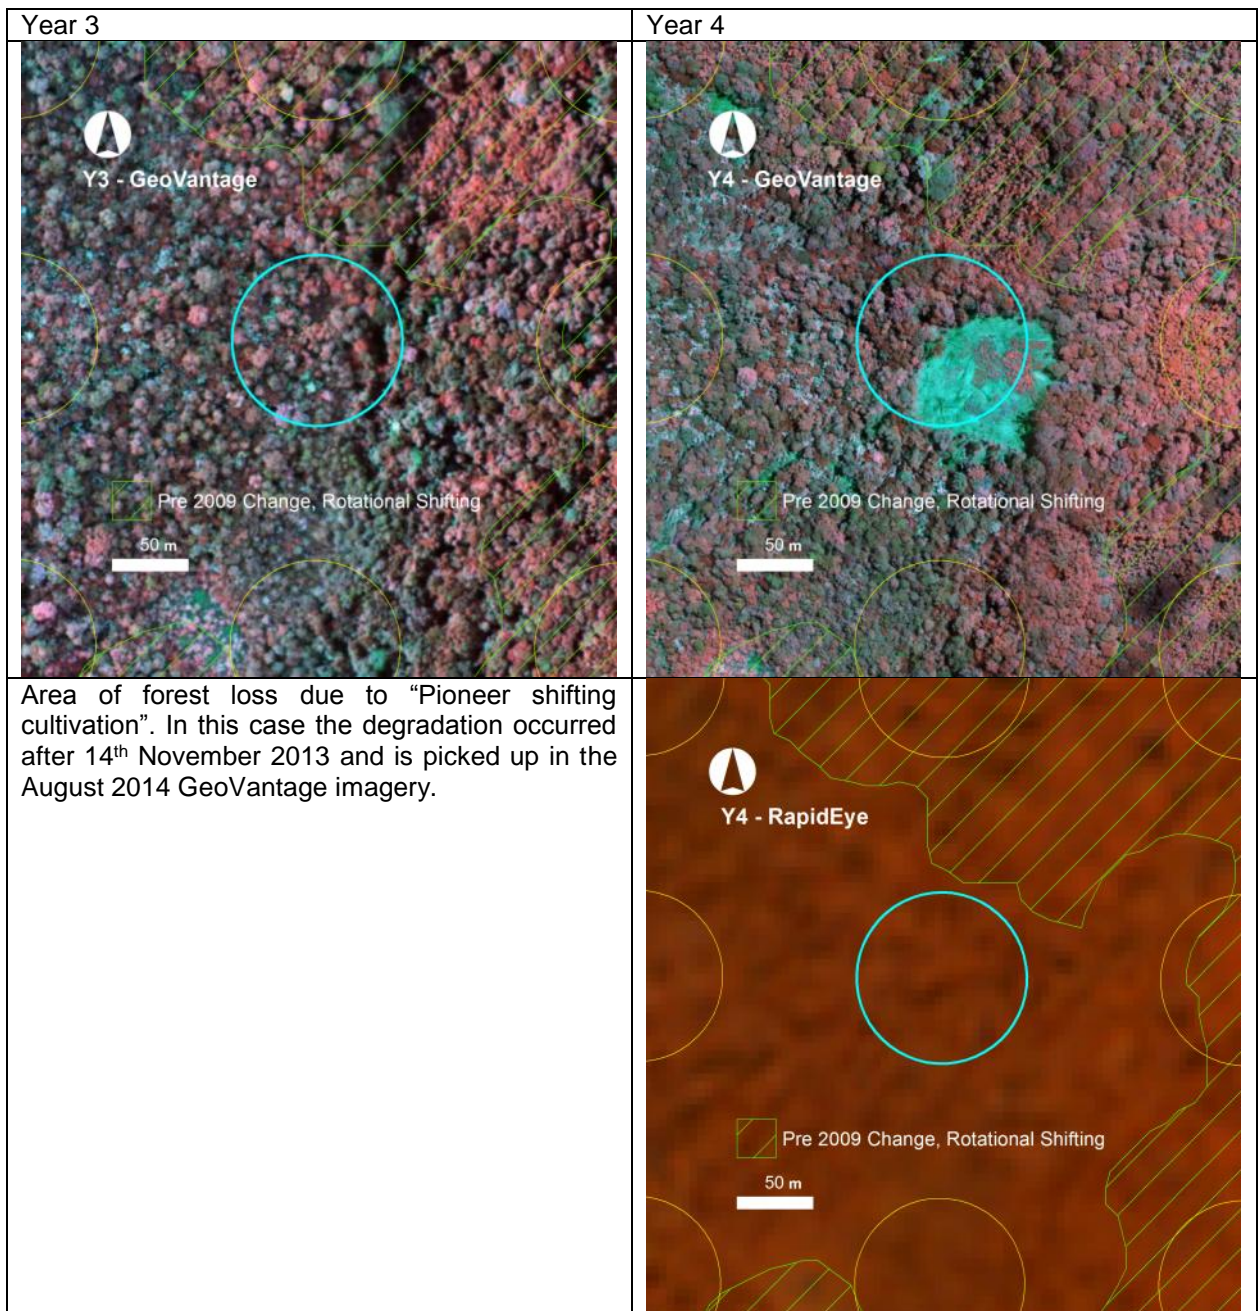 Year 3
Year 4
Y3 - GeoVantage
Pre 2009 Change, Rotational Shifting
50 m
Y4 - GeoVantage
Pre 2009 Change, Rotational Shifting
50 m
Area of forest loss due to “Pioneer shifting
cultivation”. In this case the degradation occurred
after 14th November 2013 and is picked up in the
August 2014 GeoVantage imagery.
Y4 - RapidEye
Pre 2009 Change, Rotational Shifting
50 m